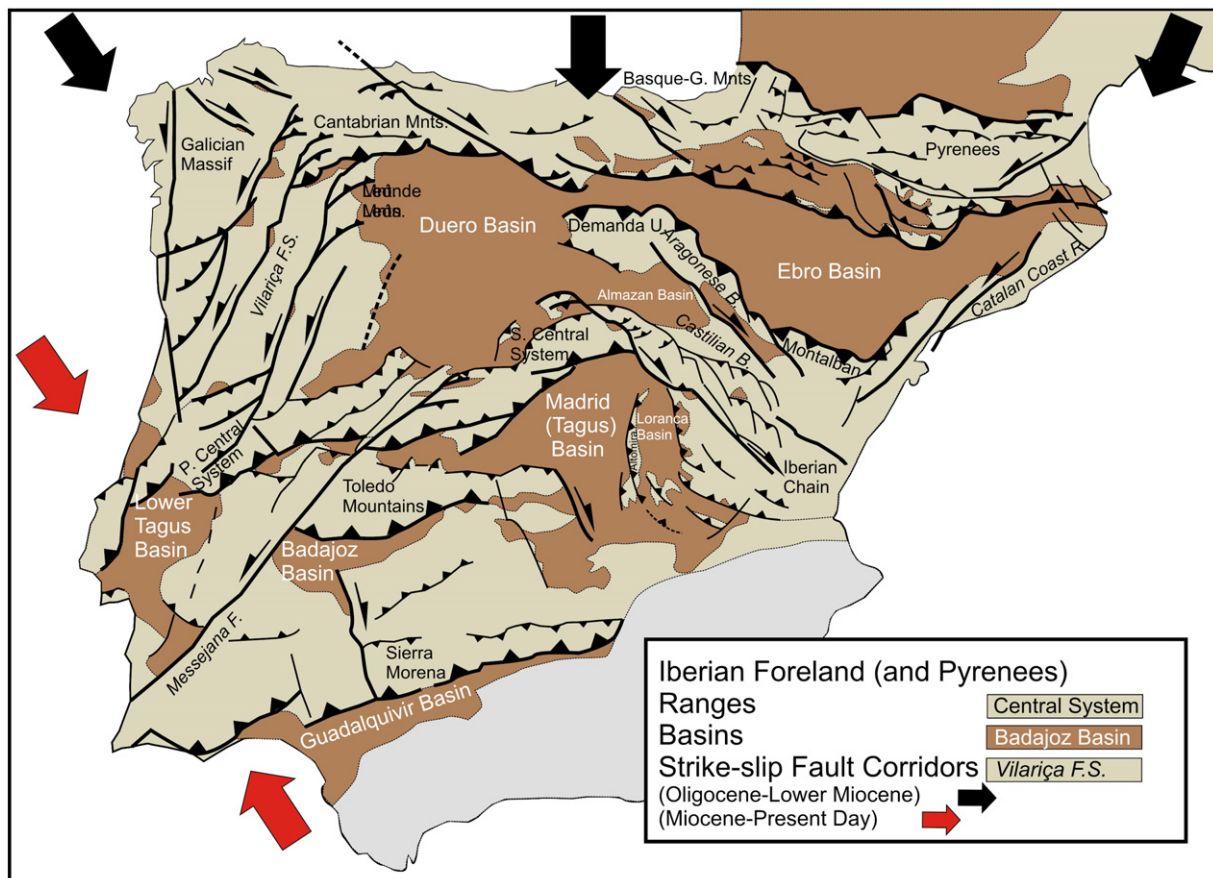 Basque-G. Mnts.
Cantabrian Mnts.
Galician
Massif
Pyrenees
Duero Basin
Demanda U.
Aragonese B.
Ebro Basin
Vilariça F.S.
Catalan Coast R.
Almazan Basin
Castilian B.
Montalban
S. Central
System
Madrid
(Tagus)
Basin
Loranca
Basin
Altomira
P. Central
System
Iberian
Chain
Toledo
Mountains
Lower
Tagus
Basin
Badajoz
Basin
Messejana F.
Sierra
Morena
Guadalquivir Basin
Iberian Foreland (and Pyrenees)
Ranges
Central System
Basins
Badajoz Basin
Strike-slip Fault Corridors
Vilariça F.S.
(Oligocene-Lower Miocene)
(Miocene-Present Day)